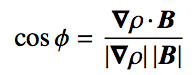 cos ϕ = ∇ρ · B / |∇ρ| |B|